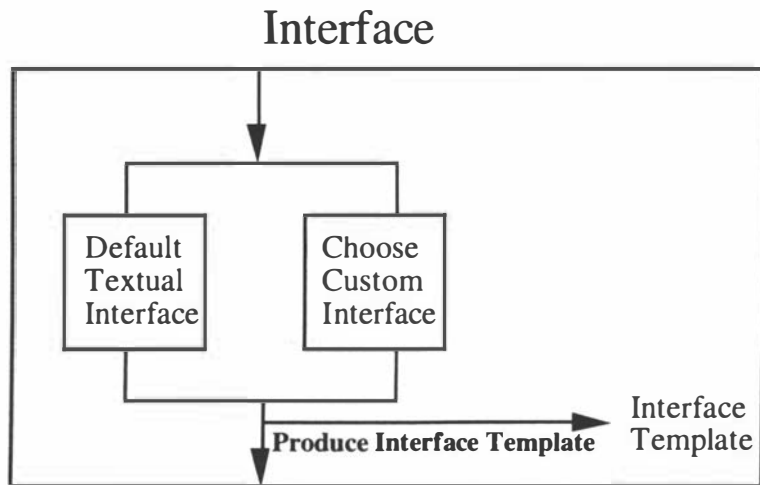 Interface
Default
Textual
Interface
Choose
Custom
Interface
Produce Interface Template
Interface
Template